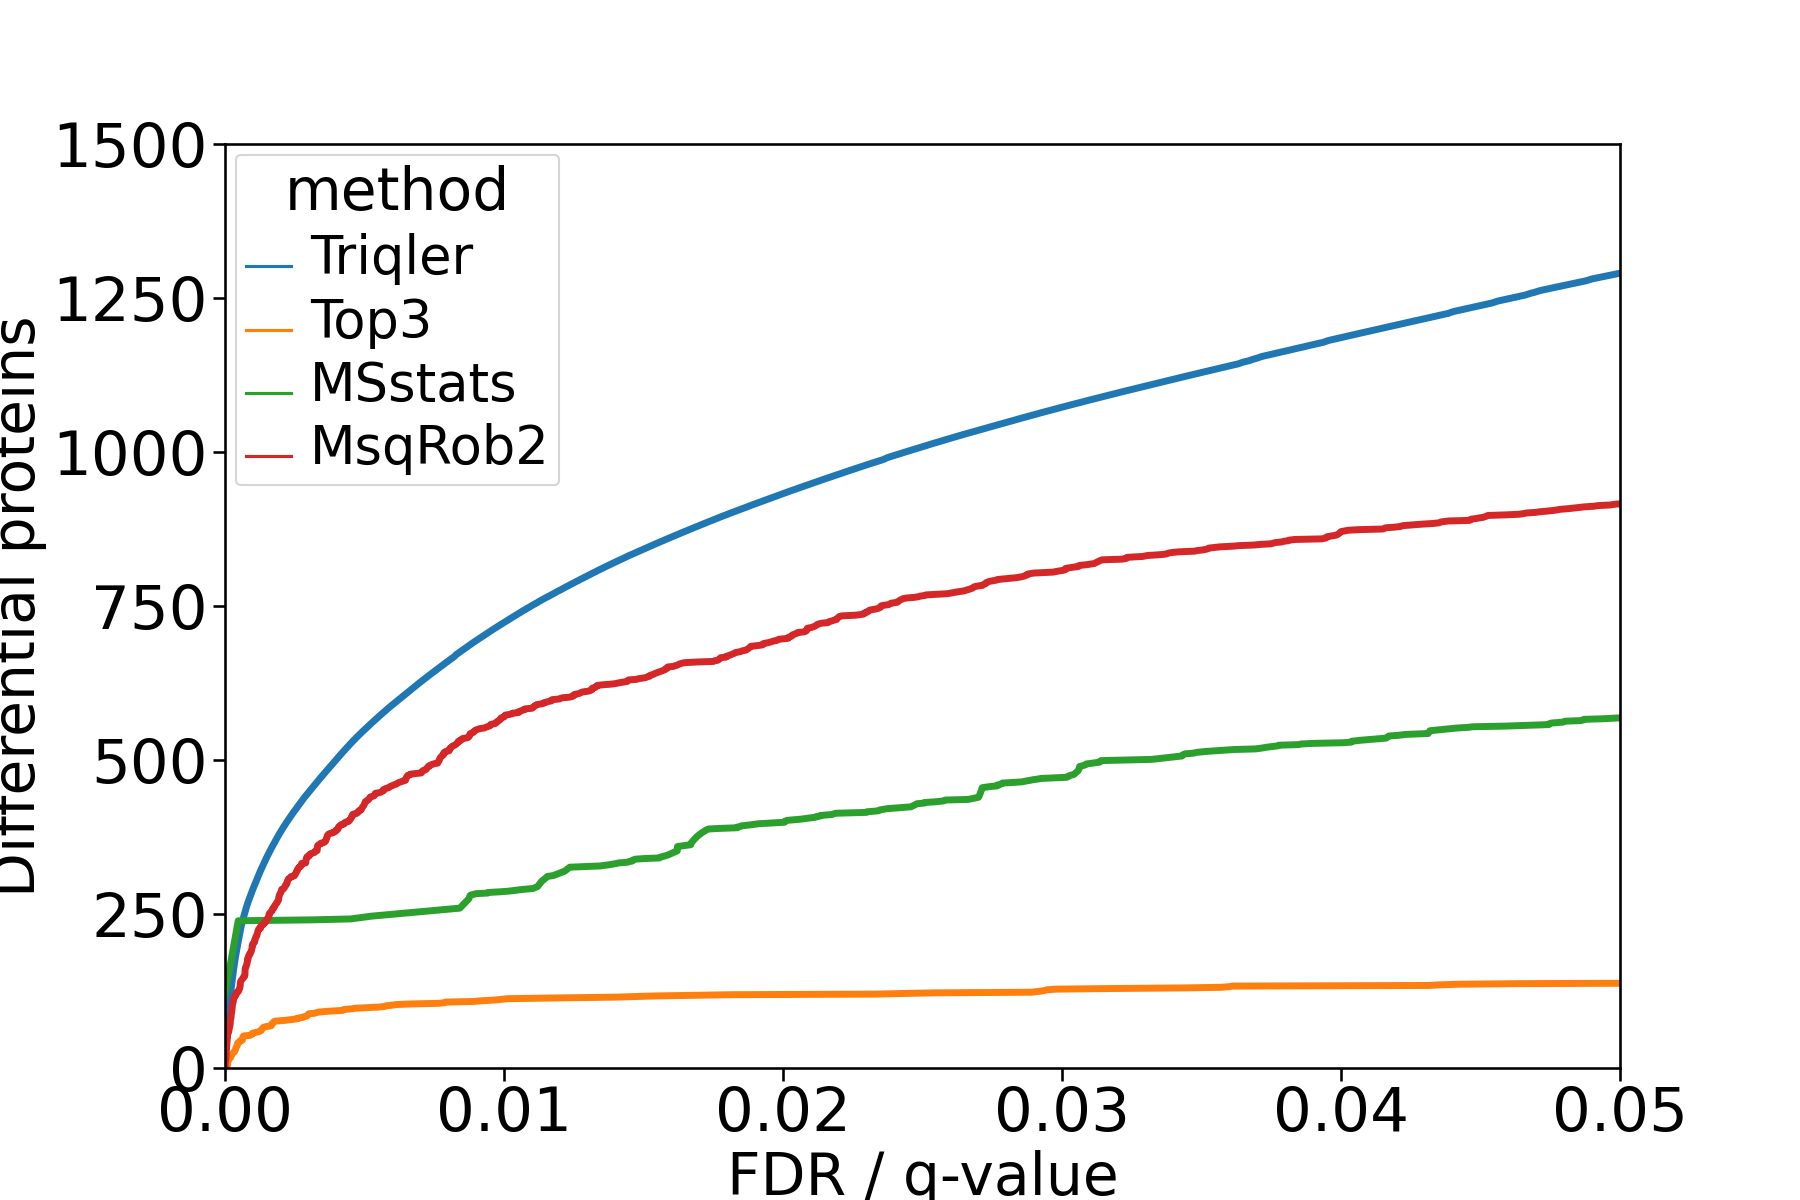 Differential proteins
1500
1250
1000
750
500
250
0
method
Triqler
Top3
MSstats
MsqRob2
0.00 0.01 0.02 0.03 0.04 0.05
FDR / q-value